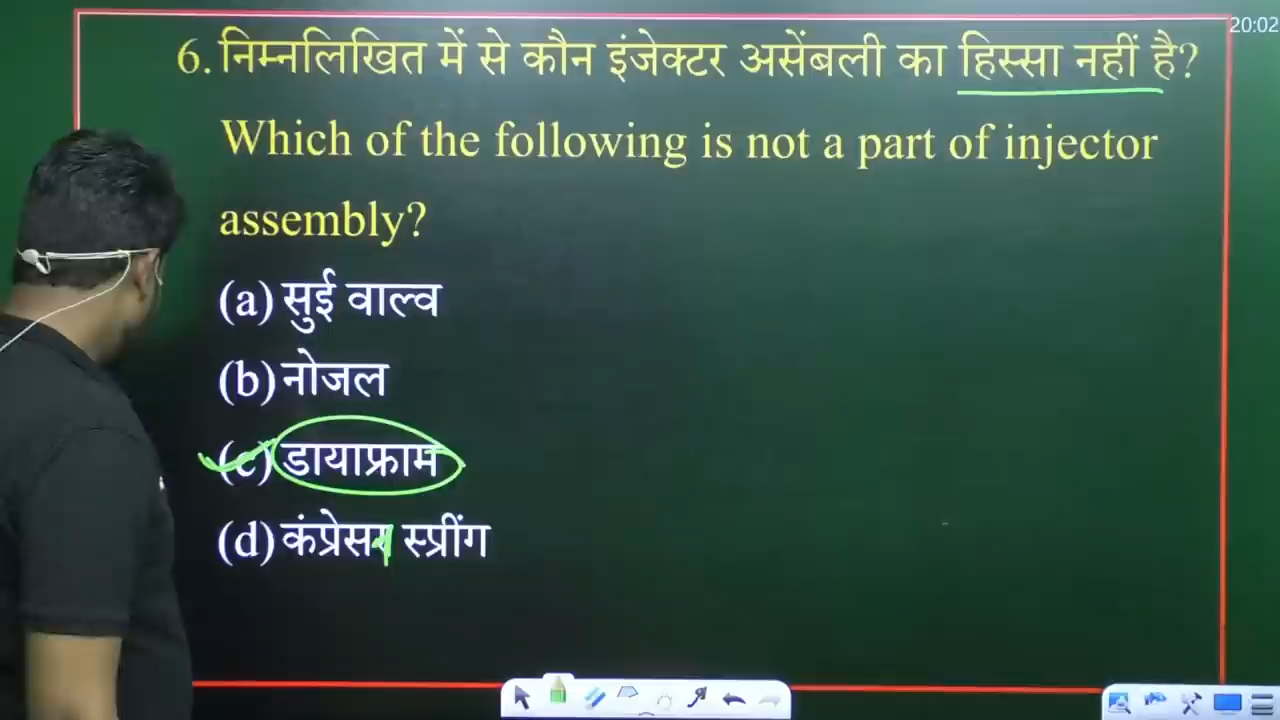 20:02
6. निम्नलिखित में से कौन इंजेक्टर असेंबली का हिस्सा नहीं है?
Which of the following is not a part of injector
assembly?
(a) सुई वाल्व
(b) नोजल
(c) डायाफ्राम
(d) कंप्रेसर स्प्रींग